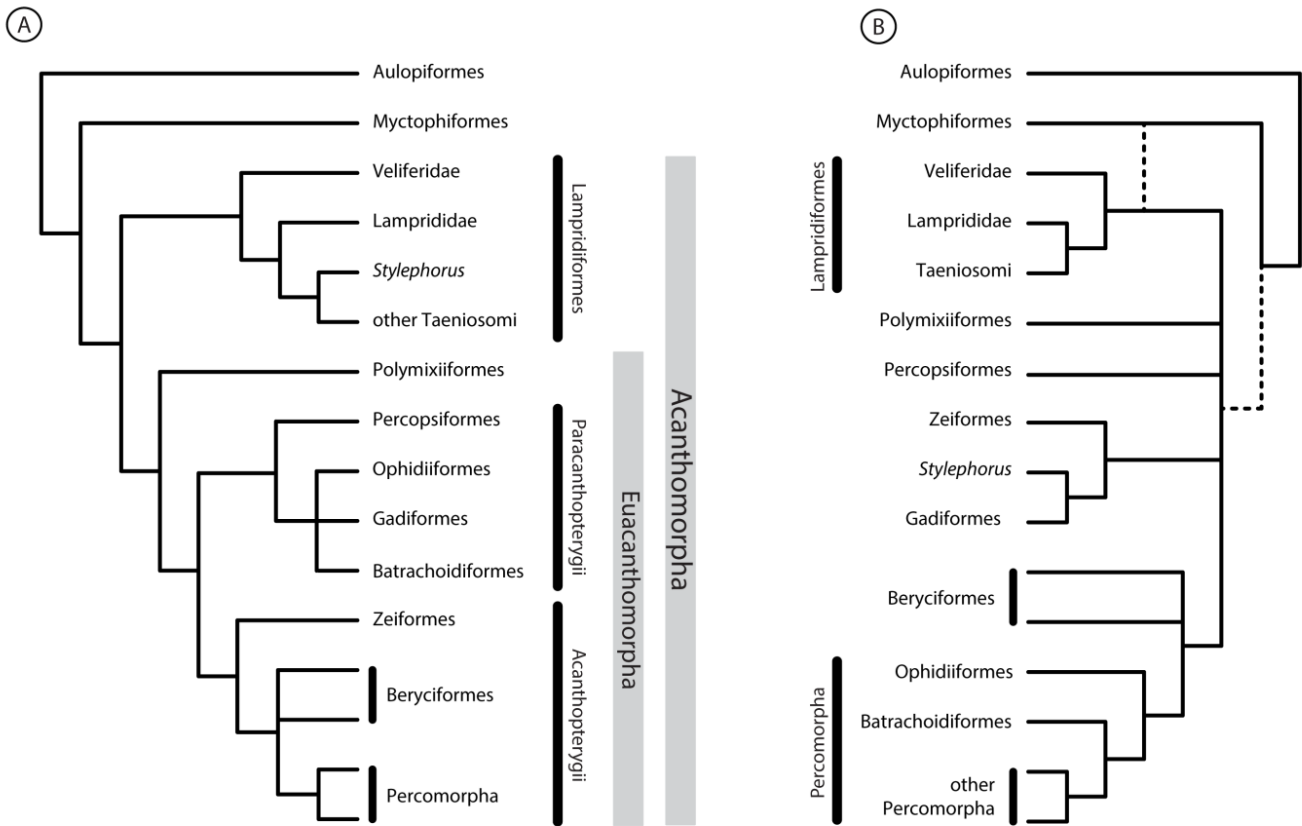 A
Aulopiformes
Myctophiformes
Veliferidae
Lamprididae
Stylephorus
other Taeniosomi
Polymixiiformes
Percopsiformes
Ophidiiformes
Gadiformes
Batrachoidiformes
Zeiformes
Beryciformes
Percomorpha
Lampridiformes
Paracanthopterygii
Acanthopterygii
Euacanthomorpha
Acanthomorpha
B
Aulopiformes
Myctophiformes
Veliferidae
Lamprididae
Taeniosomi
Polymixiiformes
Percopsiformes
Zeiformes
Stylephorus
Gadiformes
Beryciformes
Ophidiiformes
Batrachoidiformes
other
Percomorpha
Lampridiformes
Percomorpha